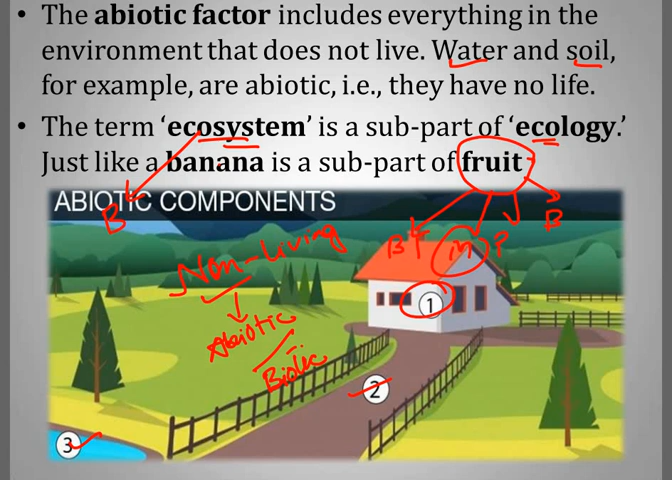 • The abiotic factor includes everything in the
environment that does not live. Water and soil,
for example, are abiotic, i.e., they have no life.
• The term ‘ecosystem’ is a sub-part of ‘ecology.’
Just like a banana is a sub-part of fruit
ABIOTIC COMPONENTS
B
B M P B
Non-Living
Abiotic
Biotic
1
2
3